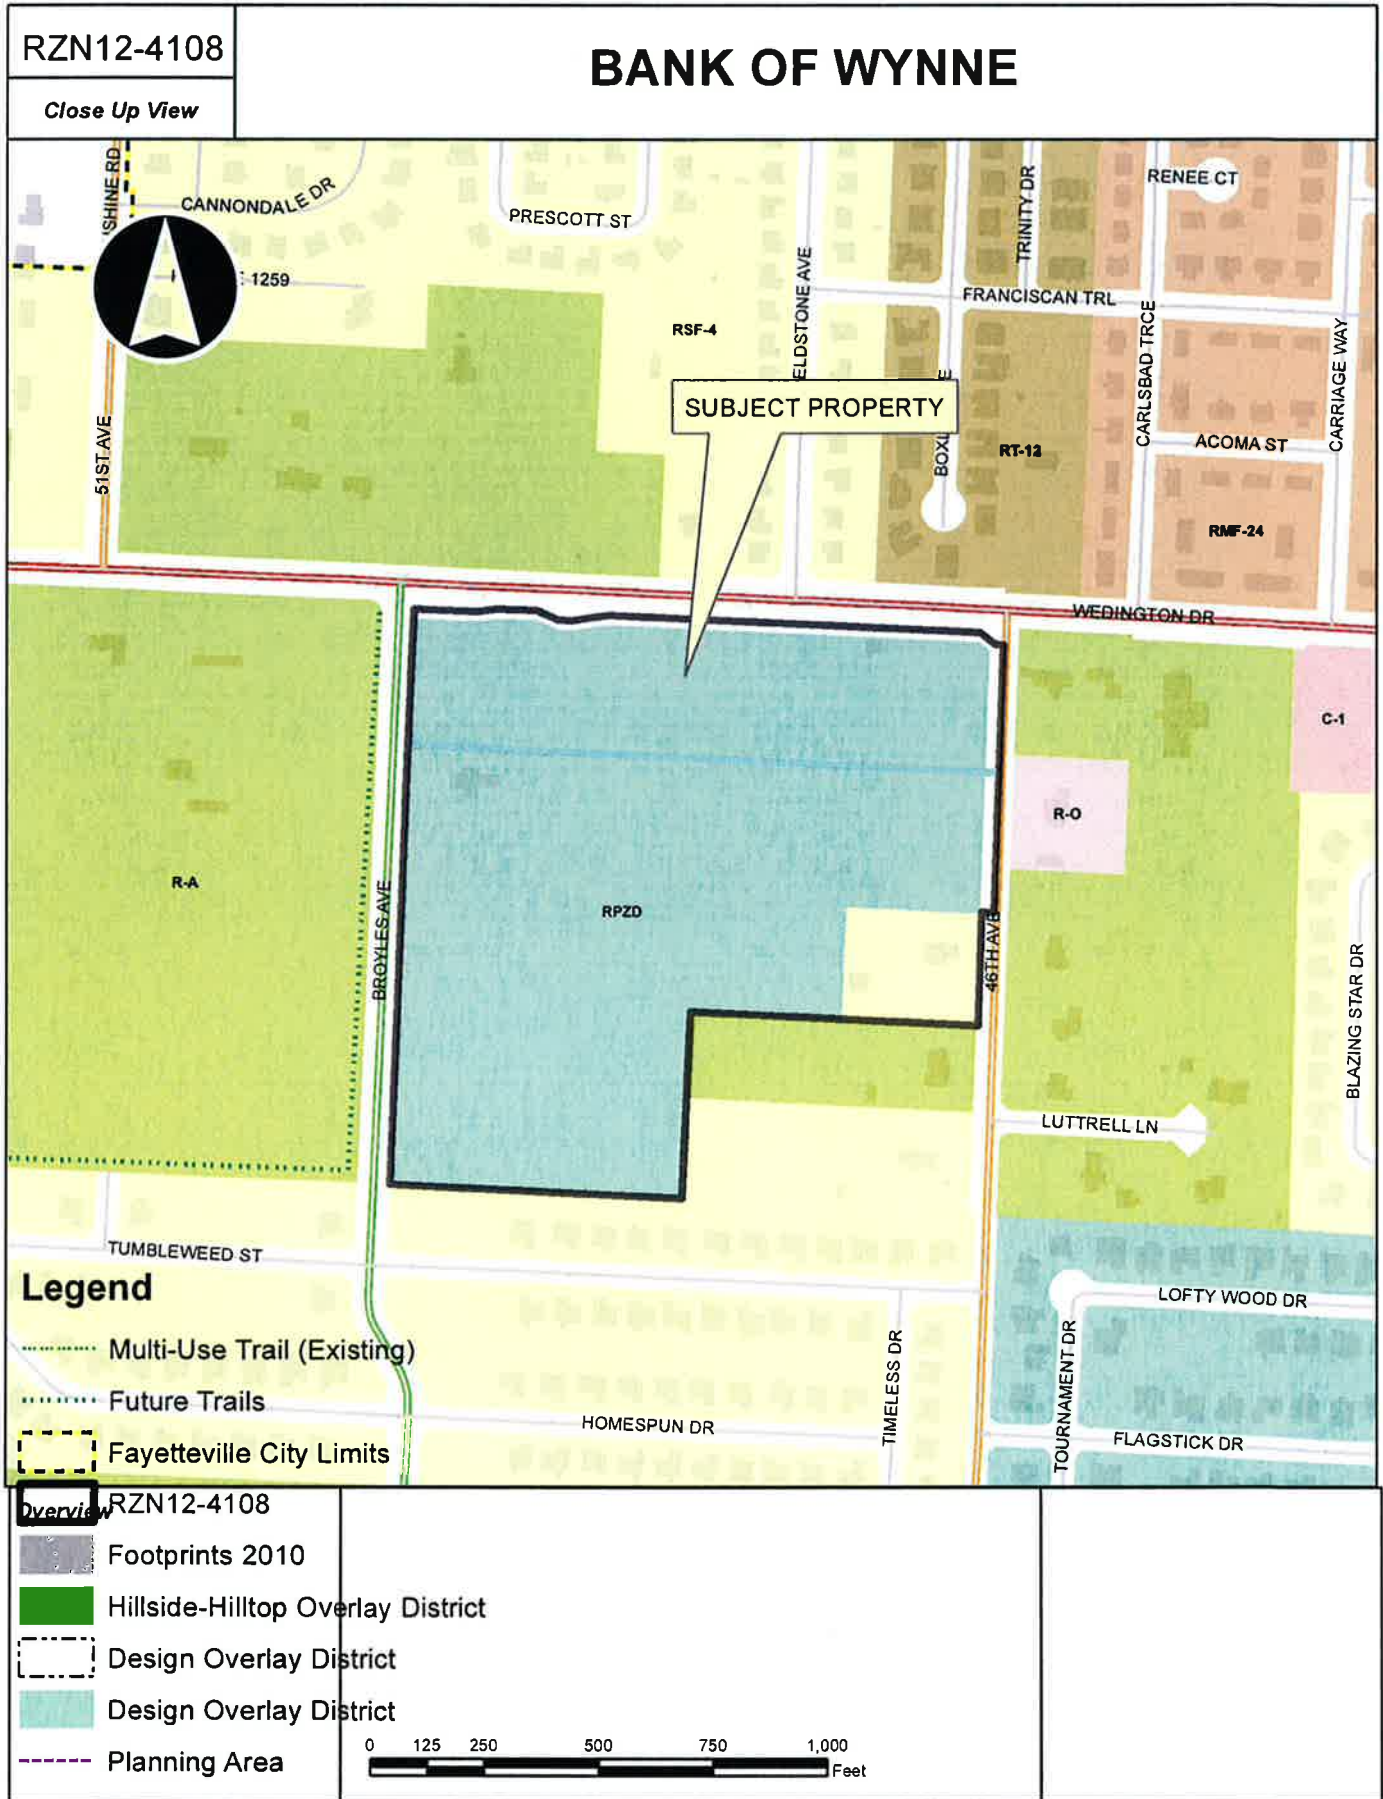 RZN12-4108
Close Up View
BANK OF WYNNE
SHINE RD
CANNONDALE DR
PRESCOTT ST
TRINITY DR
RENEE CT
1259
RSF-4
ELDSTONE AVE
FRANCISCAN TRL
CARLSBAD TRCE
CARRIAGE WAY
SUBJECT PROPERTY
51ST AVE
BOXL
E
RT-12
ACOMA ST
RMF-24
WEDINGTON DR
C-1
R-O
R-A
BROYLES AVE
RPZD
46TH AVE
BLAZING STAR DR
LUTTRELL LN
TUMBLEWEED ST
LOFTY WOOD DR
TIMELESS DR
TOURNAMENT DR
HOMESPUN DR
FLAGSTICK DR
Legend
Multi-Use Trail (Existing)
Future Trails
Fayetteville City Limits
Overview
RZN12-4108
Footprints 2010
Hillside-Hilltop Overlay District
Design Overlay District
Design Overlay District
Planning Area
0 125 250 500 750 1,000
Feet